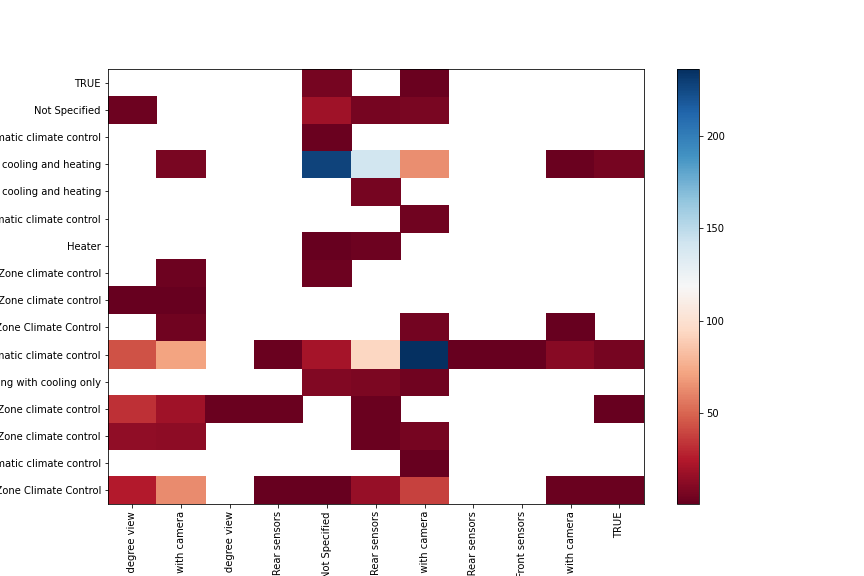 TRUE
Not Specified
matic climate control
cooling and heating
cooling and heating
matic climate control
Heater
Zone climate control
Zone climate control
Zone Climate Control
matic climate control
ng with cooling only
Zone climate control
Zone climate control
matic climate control
Zone Climate Control
degree view
with camera
degree view
Rear sensors
Not Specified
Rear sensors
with camera
Rear sensors
Front sensors
with camera
TRUE
200
150
100
50